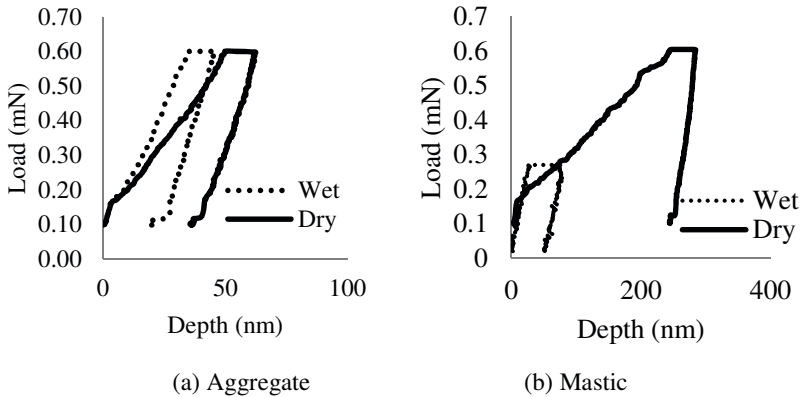 0.70
0.60
0.50
0.40
0.30
0.20
0.10
0.00
Load (mN)
0
50
100
Depth (nm)
Wet
Dry
(a) Aggregate
0.7
0.6
0.5
0.4
0.3
0.2
0.1
0
Load (mN)
0
200
400
Depth (nm)
Wet
Dry
(b) Mastic